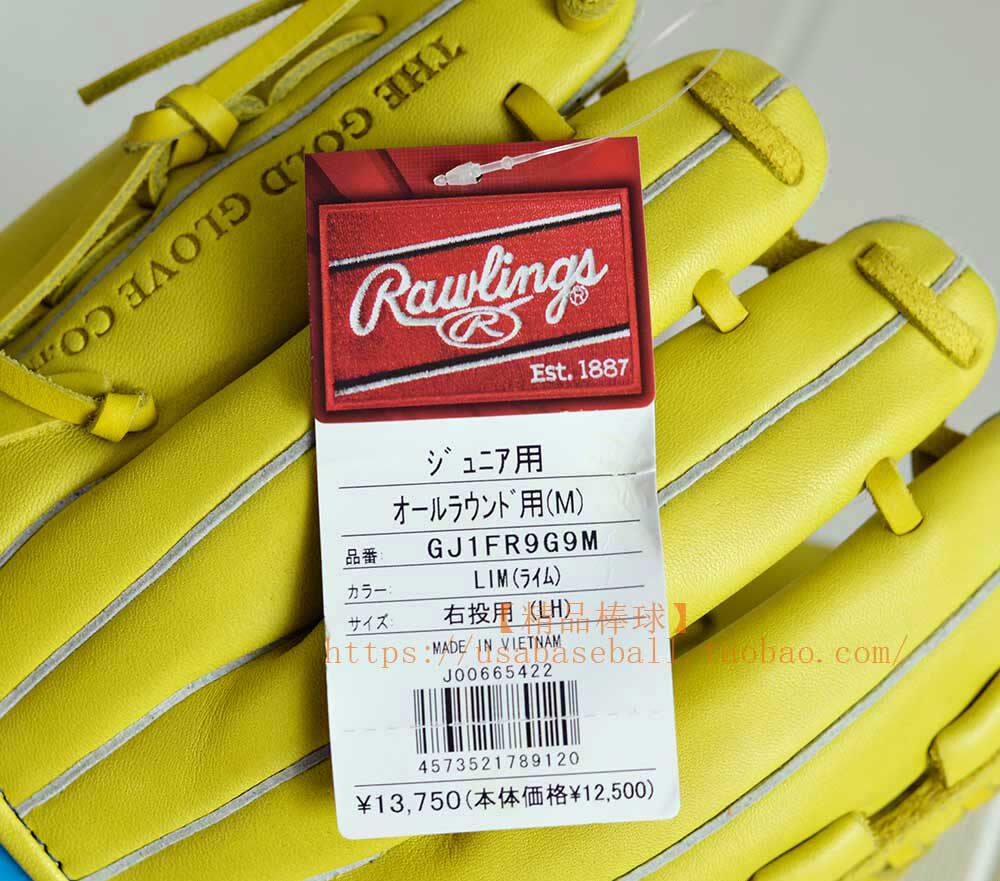 THE GOLD GLOVE CO.
Rawlings®
R
Est. 1887
ジュニア用
オールラウンド用(M)
品番: GJ1FR9G9M
カラー: LIM(ライム)
サイズ: 右投用 (LH)
【精品棒球】
MADE IN VIETNAM
https://usabaseball.taobao.com/
J00665422
4573521789120
¥13,750(本体価格¥12,500)